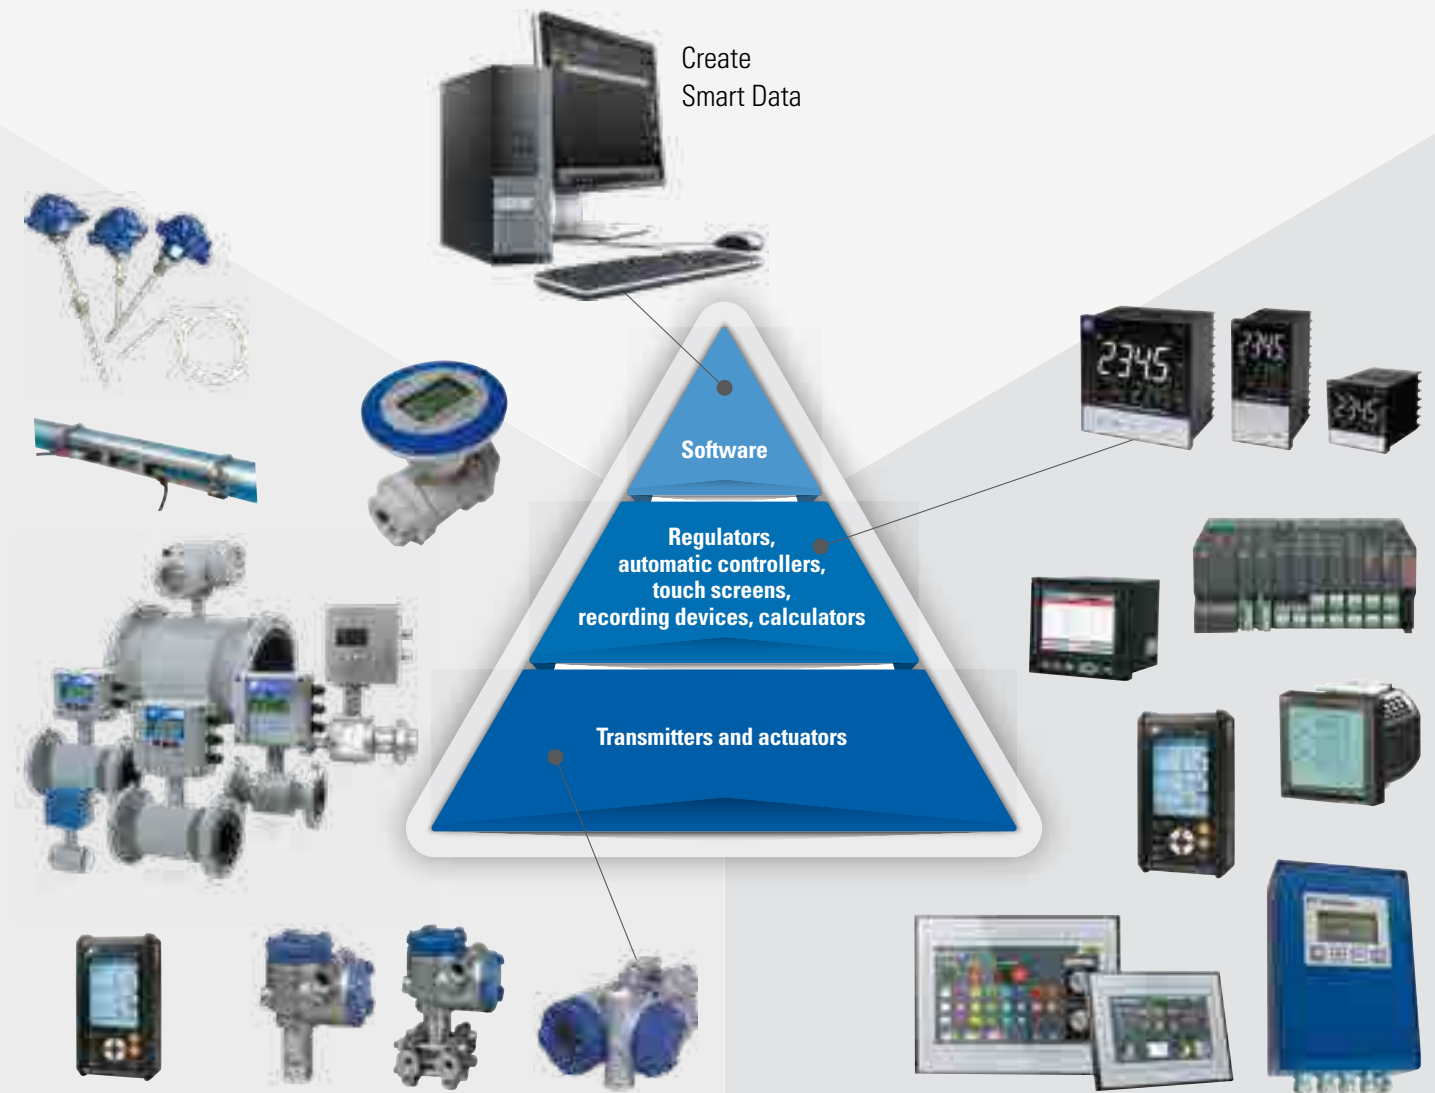 Create
Smart Data
2345
2345
2345
Software
Regulators,
automatic controllers,
touch screens,
recording devices, calculators
Transmitters and actuators